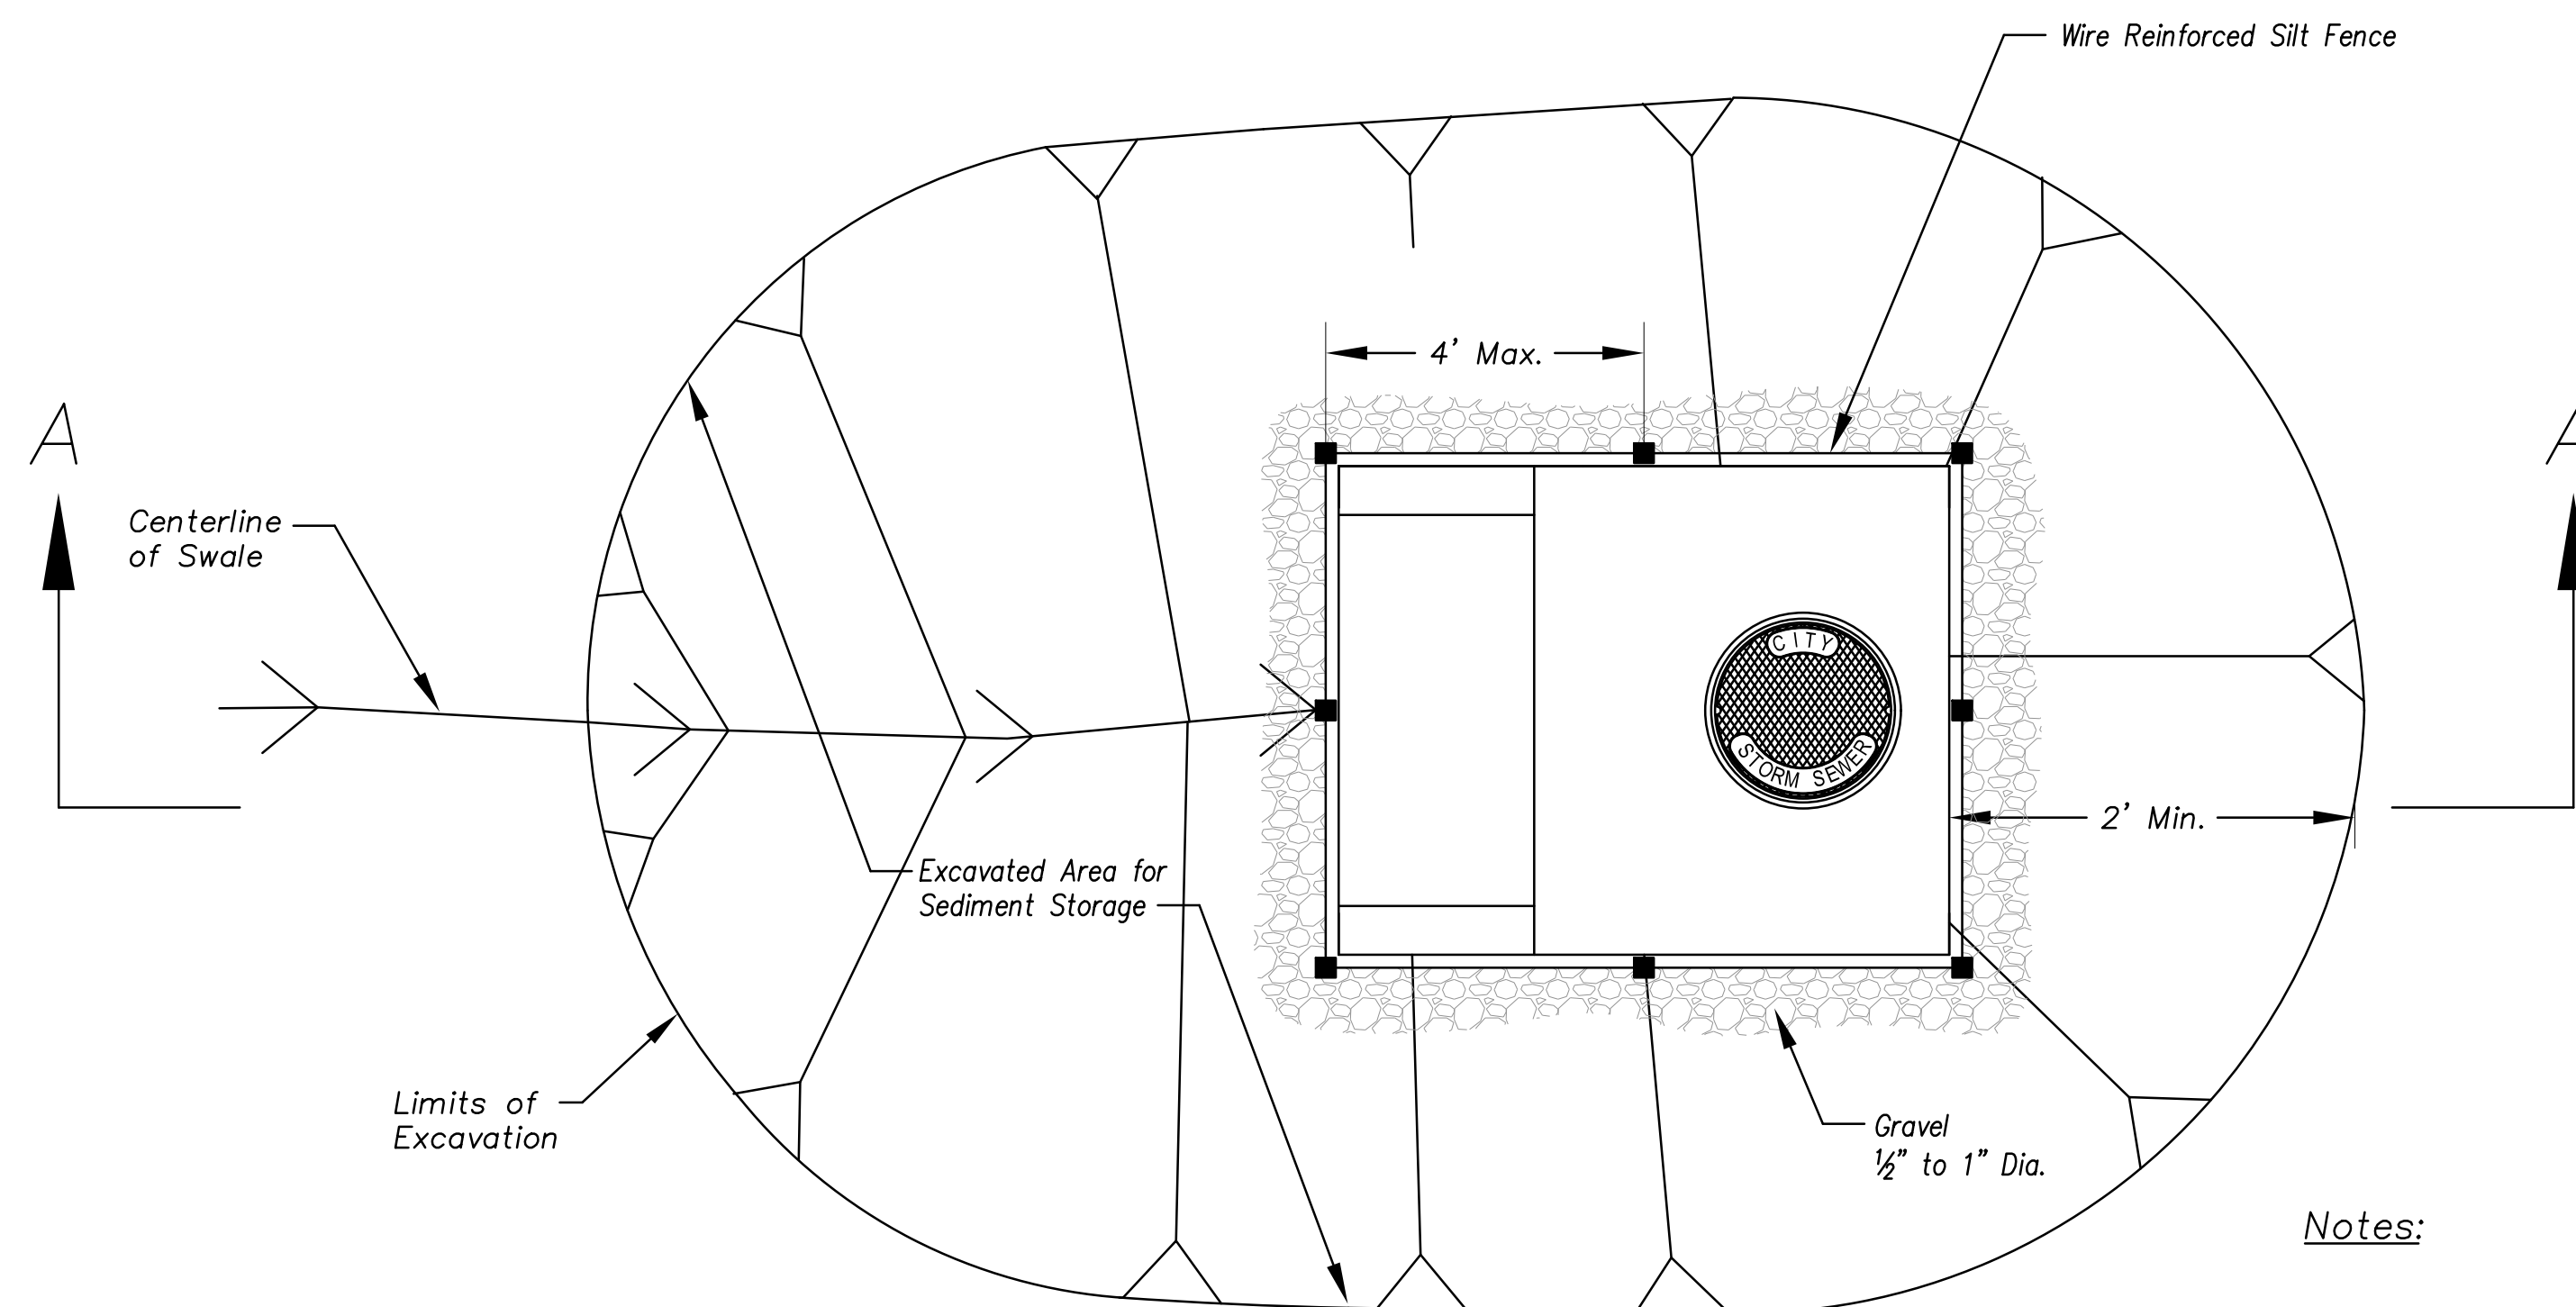 Wire Reinforced Silt Fence
4' Max.
A
A
Centerline
of Swale
CITY
STORM SEWER
2' Min.
Excavated Area for
Sediment Storage
Limits of
Excavation
Gravel
½" to 1" Dia.
Notes: